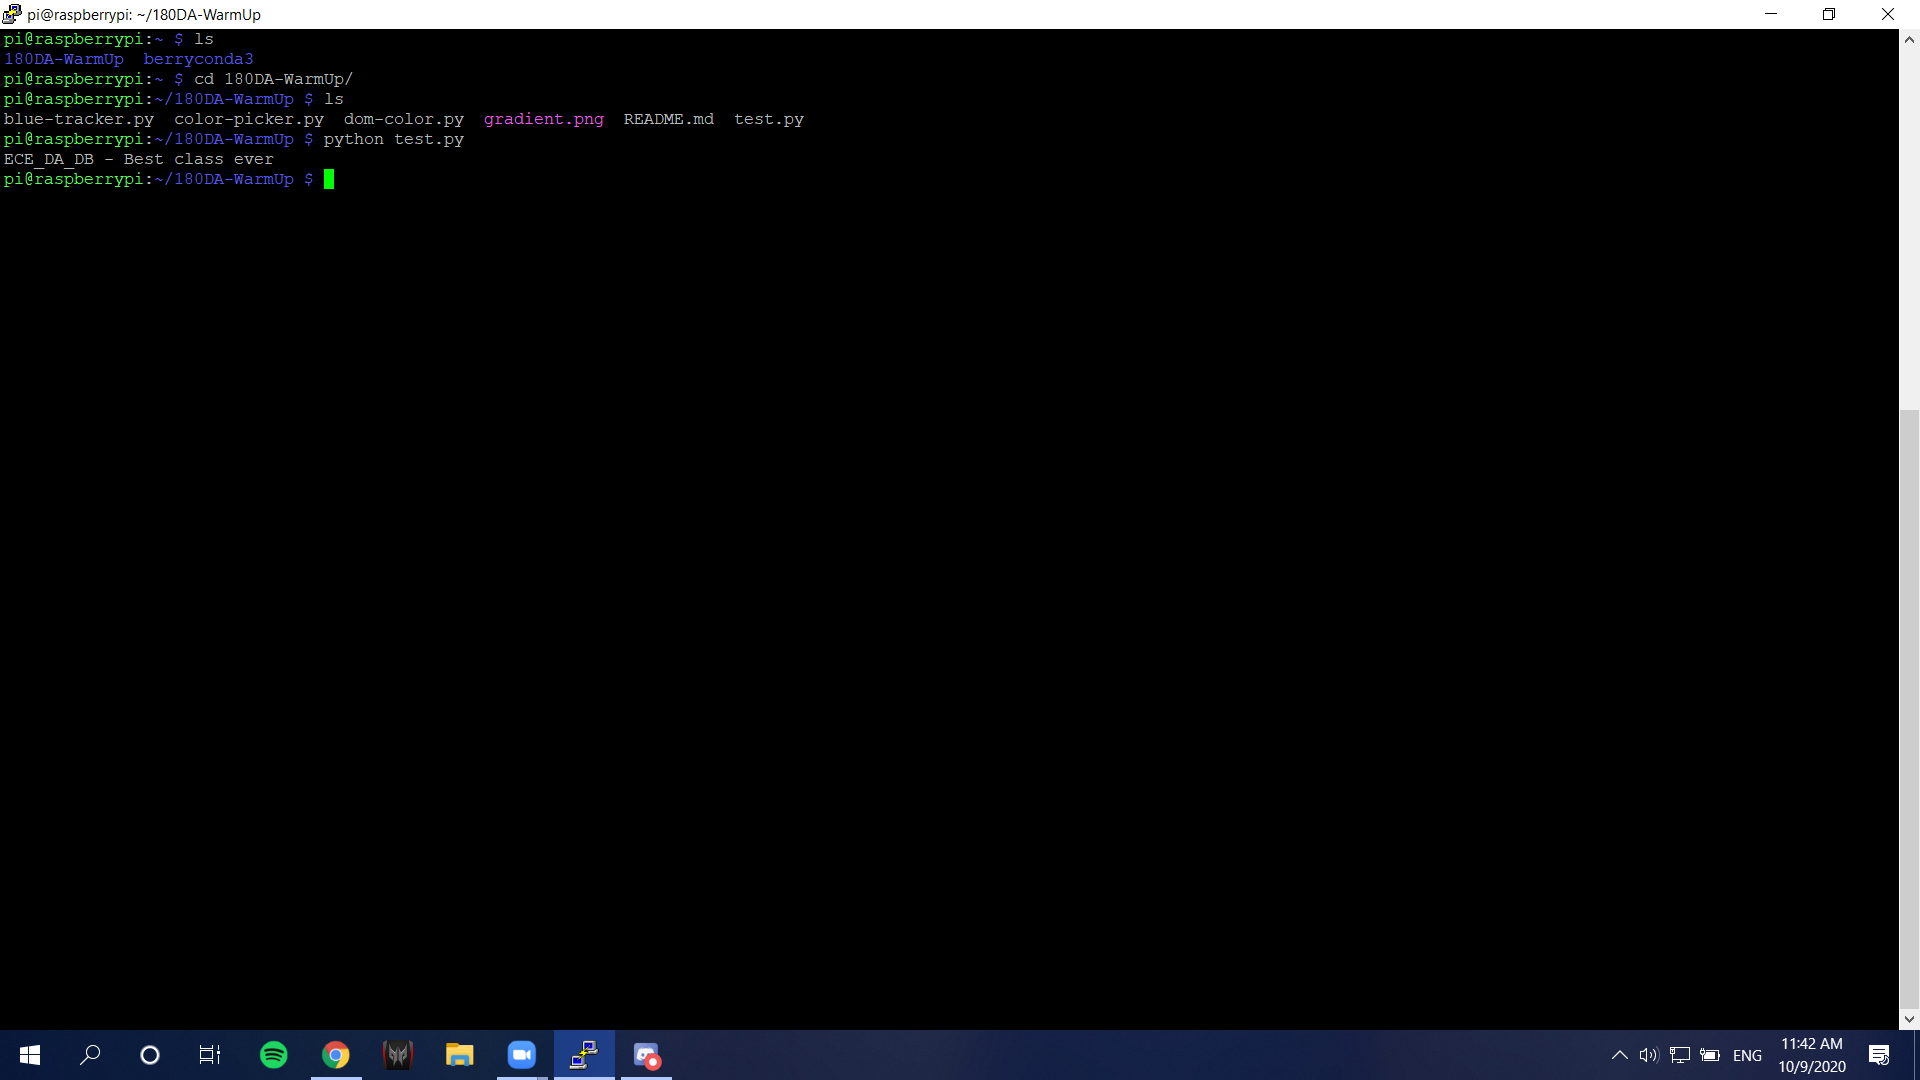 pi@raspberrypi: ~/180DA-WarmUp
pi@raspberrypi:~ $ ls
180DA-WarmUp  berryconda3
pi@raspberrypi:~ $ cd 180DA-WarmUp/
pi@raspberrypi:~/180DA-WarmUp $ ls
blue-tracker.py  color-picker.py  dom-color.py  gradient.png  README.md  test.py
pi@raspberrypi:~/180DA-WarmUp $ python test.py
ECE_DA_DB - Best class ever
pi@raspberrypi:~/180DA-WarmUp $
ENG
11:42 AM
10/9/2020